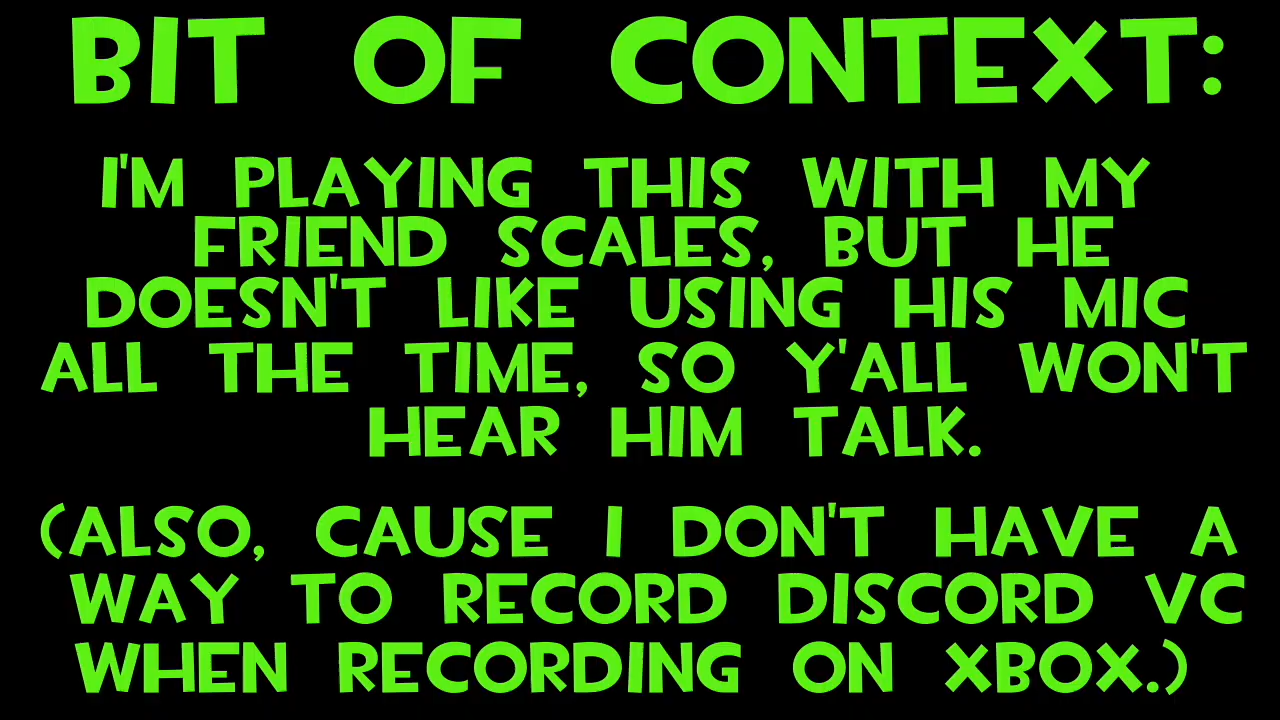 BIT OF CONTEXT:
I'M PLAYING THIS WITH MY
FRIEND SCALES, BUT HE
DOESN'T LIKE USING HIS MIC
ALL THE TIME, SO Y'ALL WON'T
HEAR HIM TALK.
(ALSO, CAUSE I DON'T HAVE A
WAY TO RECORD DISCORD VC
WHEN RECORDING ON XBOX.)